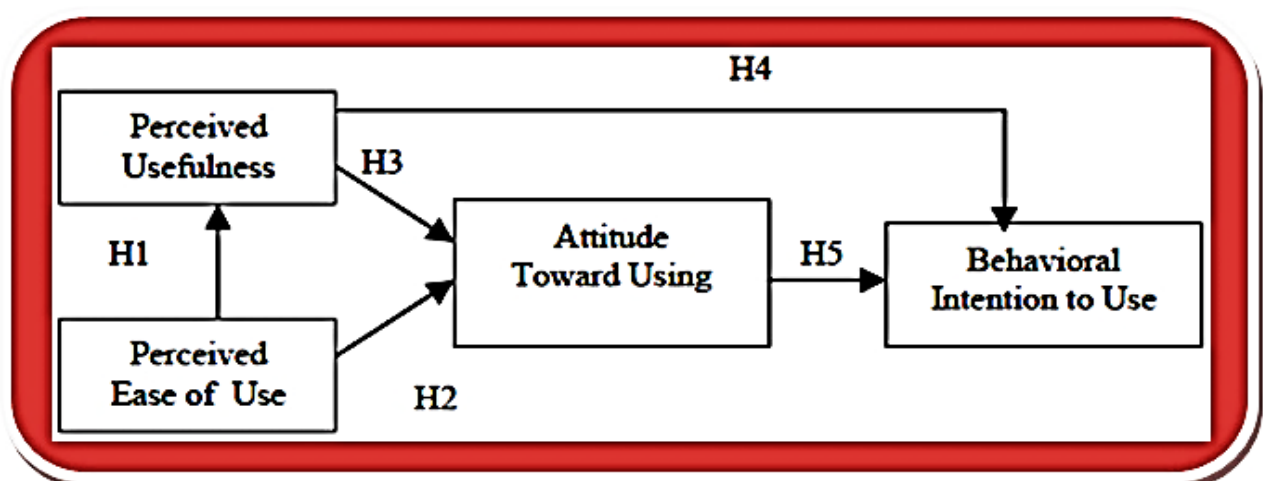 H4
Perceived
Usefulness
H3
Attitude
Toward Using
H1
H5
Behavioral
Intention to Use
Perceived
Ease of Use
H2